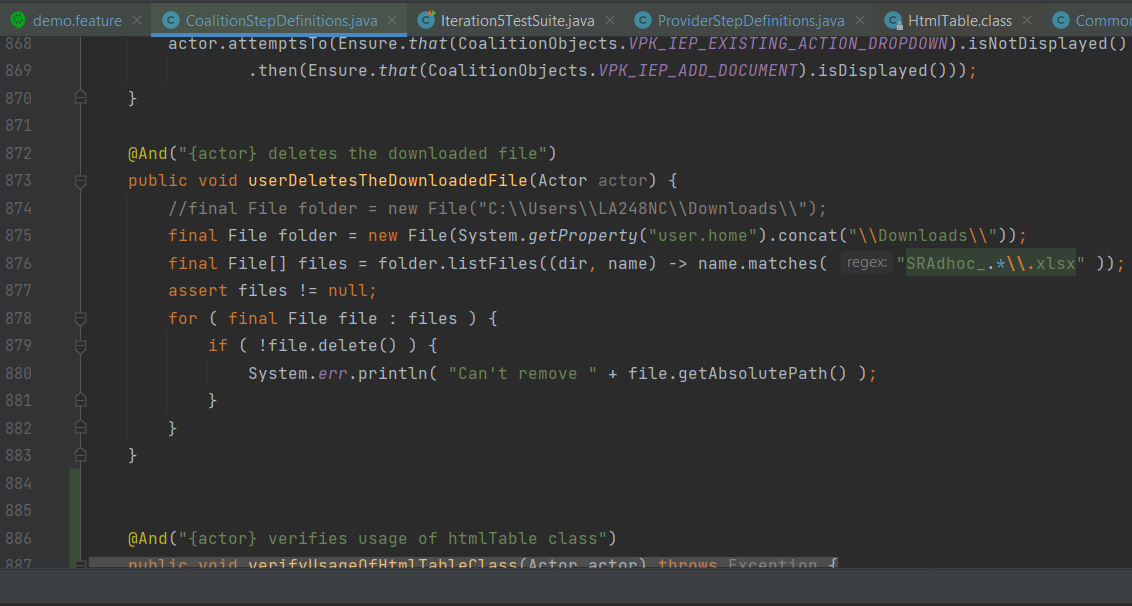 demo.feature × CoalitionStepDefinitions.java × Iteration5TestSuite.java × ProviderStepDefinitions.java × HtmlTable.class × Common
868 actor.attemptsTo(Ensure.that(CoalitionObjects.VPK_IEP_EXISTING_ACTION_DROPDOWN).isNotDisplayed()
869 .then(Ensure.that(CoalitionObjects.VPK_IEP_ADD_DOCUMENT).isDisplayed()));
870 }
871
872 @And("{actor} deletes the downloaded file")
873 public void userDeletesTheDownloadedFile(Actor actor) {
874 //final File folder = new File("C:\\Users\\LA248NC\\Downloads\\");
875 final File folder = new File(System.getProperty("user.home").concat("\\Downloads\\"));
876 final File[] files = folder.listFiles((dir, name) -> name.matches( regex: "SRAdhoc_.*\\.xlsx" ));
877 assert files != null;
878 for ( final File file : files ) {
879 if ( !file.delete() ) {
880 System.err.println( "Can't remove " + file.getAbsolutePath() );
881 }
882 }
883 }
884
885
886 @And("{actor} verifies usage of htmlTable class")
887 public void verifyUsageOfHtmlTableClass(Actor actor) throws Exception {